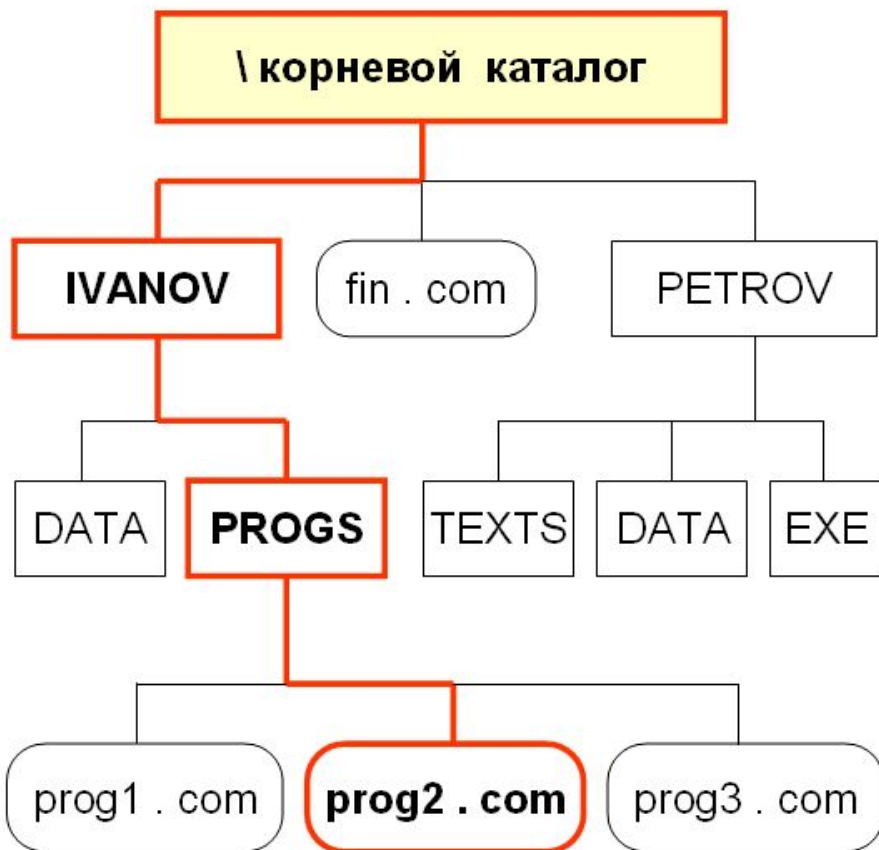 \ корневой каталог
IVANOV
fin . com
PETROV
DATA
PROGS
TEXTS
DATA
EXE
prog1 . com
prog2 . com
prog3 . com